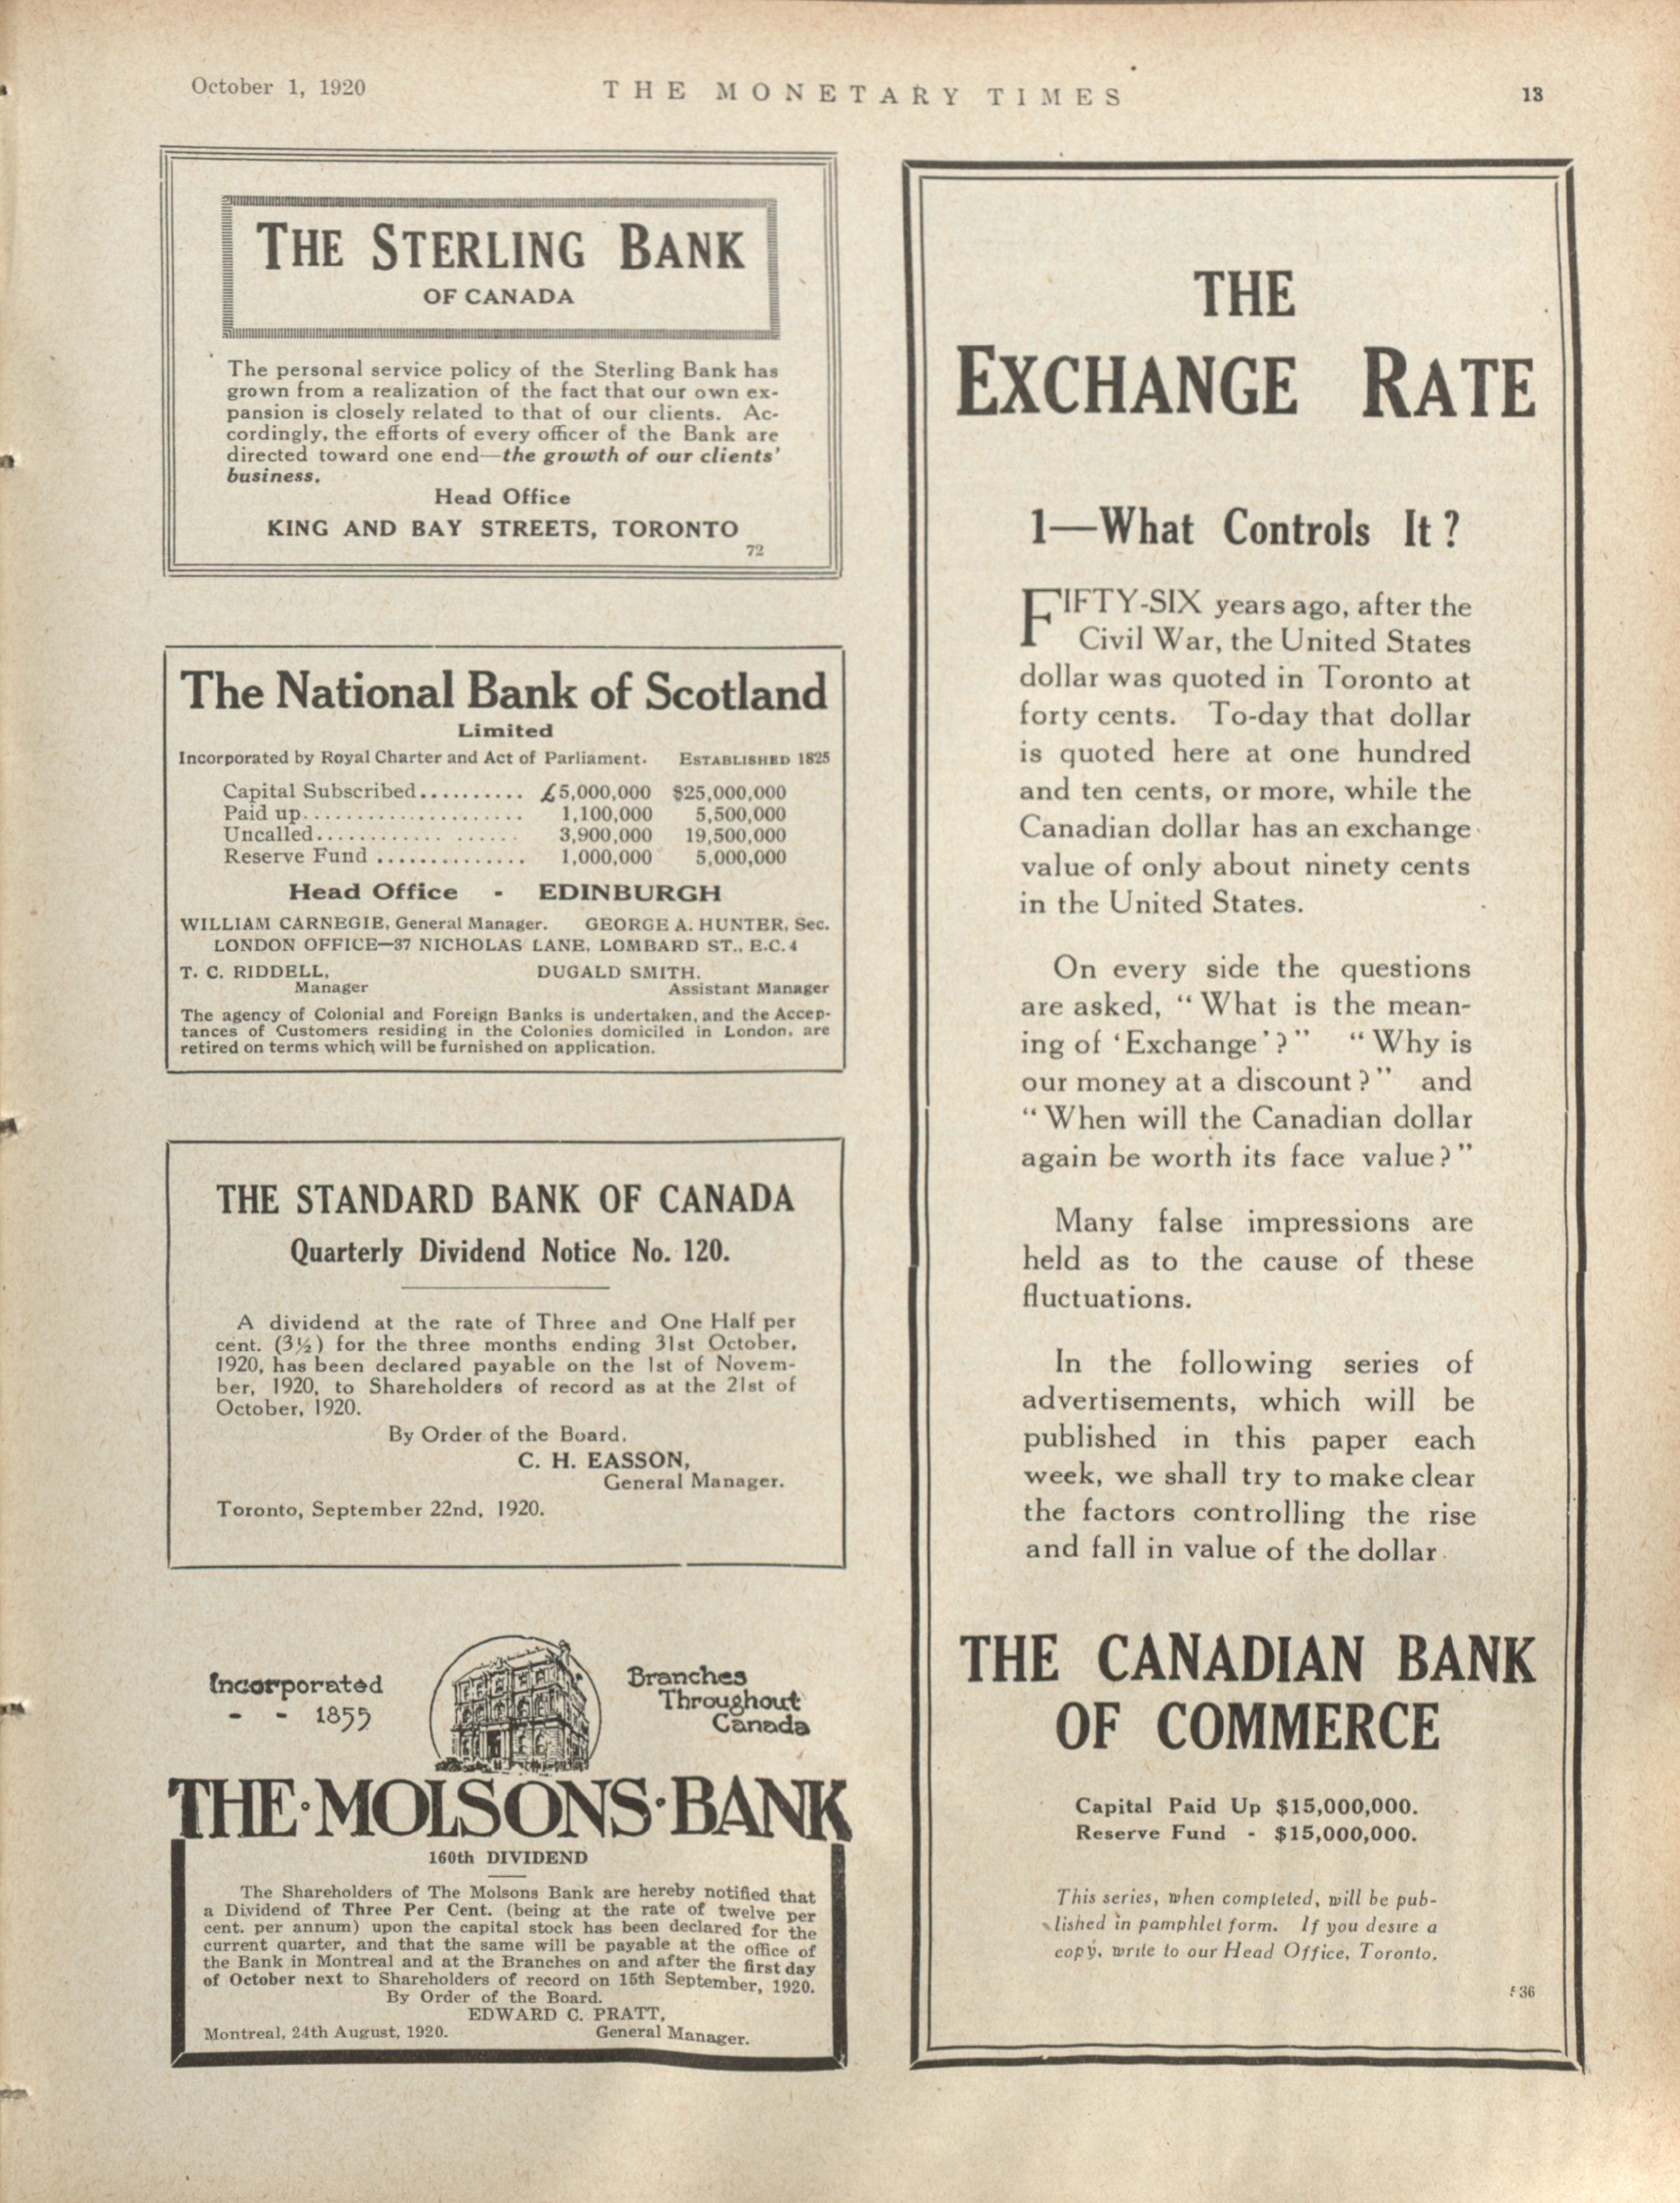 October 1, 1920
THE MONETARY TIMES
13
THE STERLING BANK
OF CANADA
The personal service policy of the Sterling Bank has
grown from a realization of the fact that our own ex-
pansion is closely related to that of our clients. Ac-
cordingly, the efforts of every officer of the Bank are
directed toward one end—the growth of our clients'
business.
Head Office
KING AND BAY STREETS, TORONTO
72
The National Bank of Scotland
Limited
Incorporated by Royal Charter and Act of Parliament. ESTABLISHED 1825
Capital Subscribed.......... £5,000,000 $25,000,000
Paid up..................... 1,100,000 5,500,000
Uncalled............ ...... 3,900,000 19,500,000
Reserve Fund .............. 1,000,000 5,000,000
Head Office - EDINBURGH
WILLIAM CARNEGIE, General Manager. GEORGE A. HUNTER, Sec.
LONDON OFFICE—37 NICHOLAS LANE, LOMBARD ST., E.C.4
T. C. RIDDELL, DUGALD SMITH.
Manager Assistant Manager
The agency of Colonial and Foreign Banks is undertaken, and the Accep-
tances of Customers residing in the Colonies domiciled in London, are
retired on terms which will be furnished on application.
THE STANDARD BANK OF CANADA
Quarterly Dividend Notice No. 120.
A dividend at the rate of Three and One Half per
cent. (3½) for the three months ending 31st October,
1920, has been declared payable on the 1st of Novem-
ber, 1920, to Shareholders of record as at the 21st of
October, 1920.
By Order of the Board.
C. H. EASSON,
General Manager.
Toronto, September 22nd, 1920.
Incorporated
- - 1855
Branches
Throughout
Canada
THE·MOLSONS·BANK
160th DIVIDEND
The Shareholders of The Molsons Bank are hereby notified that
a Dividend of Three Per Cent. (being at the rate of twelve per
cent. per annum) upon the capital stock has been declared for the
current quarter, and that the same will be payable at the office of
the Bank in Montreal and at the Branches on and after the first day
of October next to Shareholders of record on 15th September, 1920.
By Order of the Board.
EDWARD C. PRATT,
Montreal, 24th August, 1920. General Manager.
THE
EXCHANGE RATE
1—What Controls It ?
FIFTY-SIX years ago, after the
Civil War, the United States
dollar was quoted in Toronto at
forty cents. To-day that dollar
is quoted here at one hundred
and ten cents, or more, while the
Canadian dollar has an exchange
value of only about ninety cents
in the United States.
On every side the questions
are asked, “What is the mean-
ing of ‘Exchange’?” “Why is
our money at a discount?” and
“When will the Canadian dollar
again be worth its face value?”
Many false impressions are
held as to the cause of these
fluctuations.
In the following series of
advertisements, which will be
published in this paper each
week, we shall try to make clear
the factors controlling the rise
and fall in value of the dollar.
THE CANADIAN BANK
OF COMMERCE
Capital Paid Up $15,000,000.
Reserve Fund - $15,000,000.
This series, when completed, will be pub-
lished in pamphlet form. If you desire a
copy, write to our Head Office, Toronto.
36